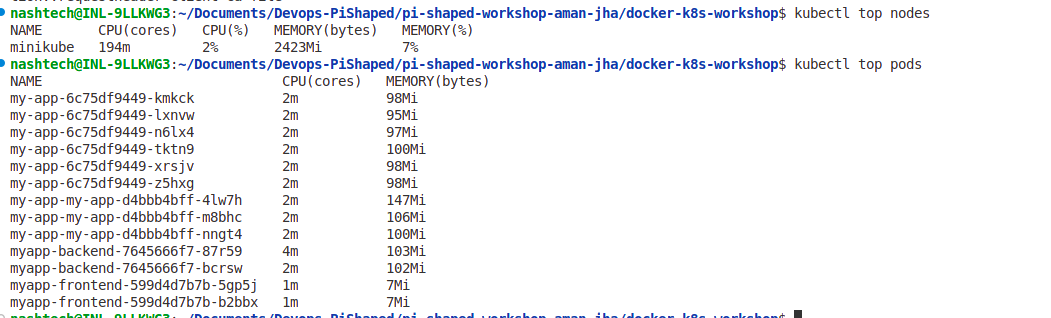 nashtech@INL-9LLKWG3:~/Documents/Devops-PiShaped/pi-shaped-workshop-aman-jha/docker-k8s-workshop$ kubectl top nodes
NAME CPU(cores) CPU(%) MEMORY(bytes) MEMORY(%)
minikube 194m 2% 2423Mi 7%
nashtech@INL-9LLKWG3:~/Documents/Devops-PiShaped/pi-shaped-workshop-aman-jha/docker-k8s-workshop$ kubectl top pods
NAME CPU(cores) MEMORY(bytes)
my-app-6c75df9449-kmkck 2m 98Mi
my-app-6c75df9449-lxnvw 2m 95Mi
my-app-6c75df9449-n6lx4 2m 97Mi
my-app-6c75df9449-tktn9 2m 100Mi
my-app-6c75df9449-xrsjv 2m 98Mi
my-app-6c75df9449-z5hxg 2m 98Mi
my-app-my-app-d4bbb4bff-4lw7h 2m 147Mi
my-app-my-app-d4bbb4bff-m8bhc 2m 106Mi
my-app-my-app-d4bbb4bff-nngt4 2m 100Mi
myapp-backend-7645666f7-87r59 4m 103Mi
myapp-backend-7645666f7-bcrsw 2m 102Mi
myapp-frontend-599d4d7b7b-5gp5j 1m 7Mi
myapp-frontend-599d4d7b7b-b2bbx 1m 7Mi
nashtech@INL-9LLKWG3:~/Documents/Devops-PiShaped/pi-shaped-workshop-aman-jha/docker-k8s-workshop$